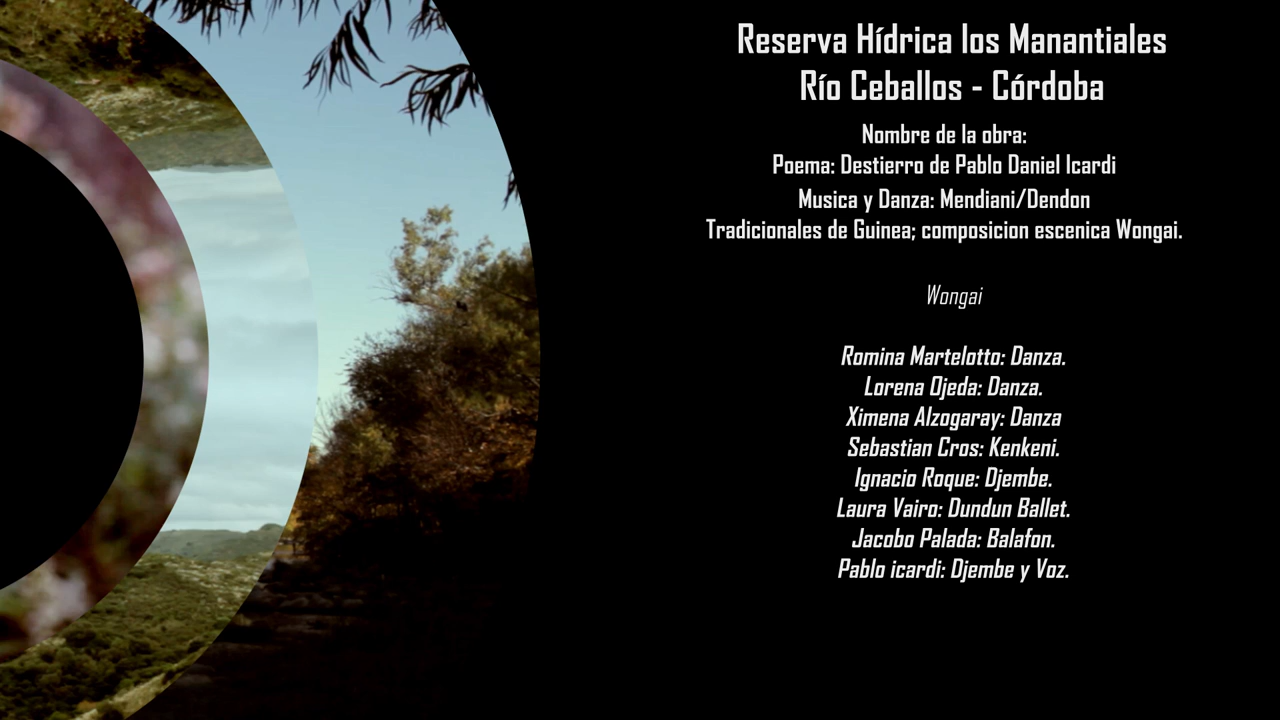 Reserva Hídrica los Manantiales
Río Ceballos - Córdoba
Nombre de la obra:
Poema: Destierro de Pablo Daniel Icardi
Musica y Danza: Mendiani/Dendon
Tradicionales de Guinea; composicion escenica Wongai.
Wongai
Romina Martelotto: Danza.
Lorena Ojeda: Danza.
Ximena Alzogaray: Danza
Sebastian Cros: Kenkeni.
Ignacio Roque: Djembe.
Laura Vairo: Dundun Ballet.
Jacobo Palada: Balafon.
Pablo icardi: Djembe y Voz.